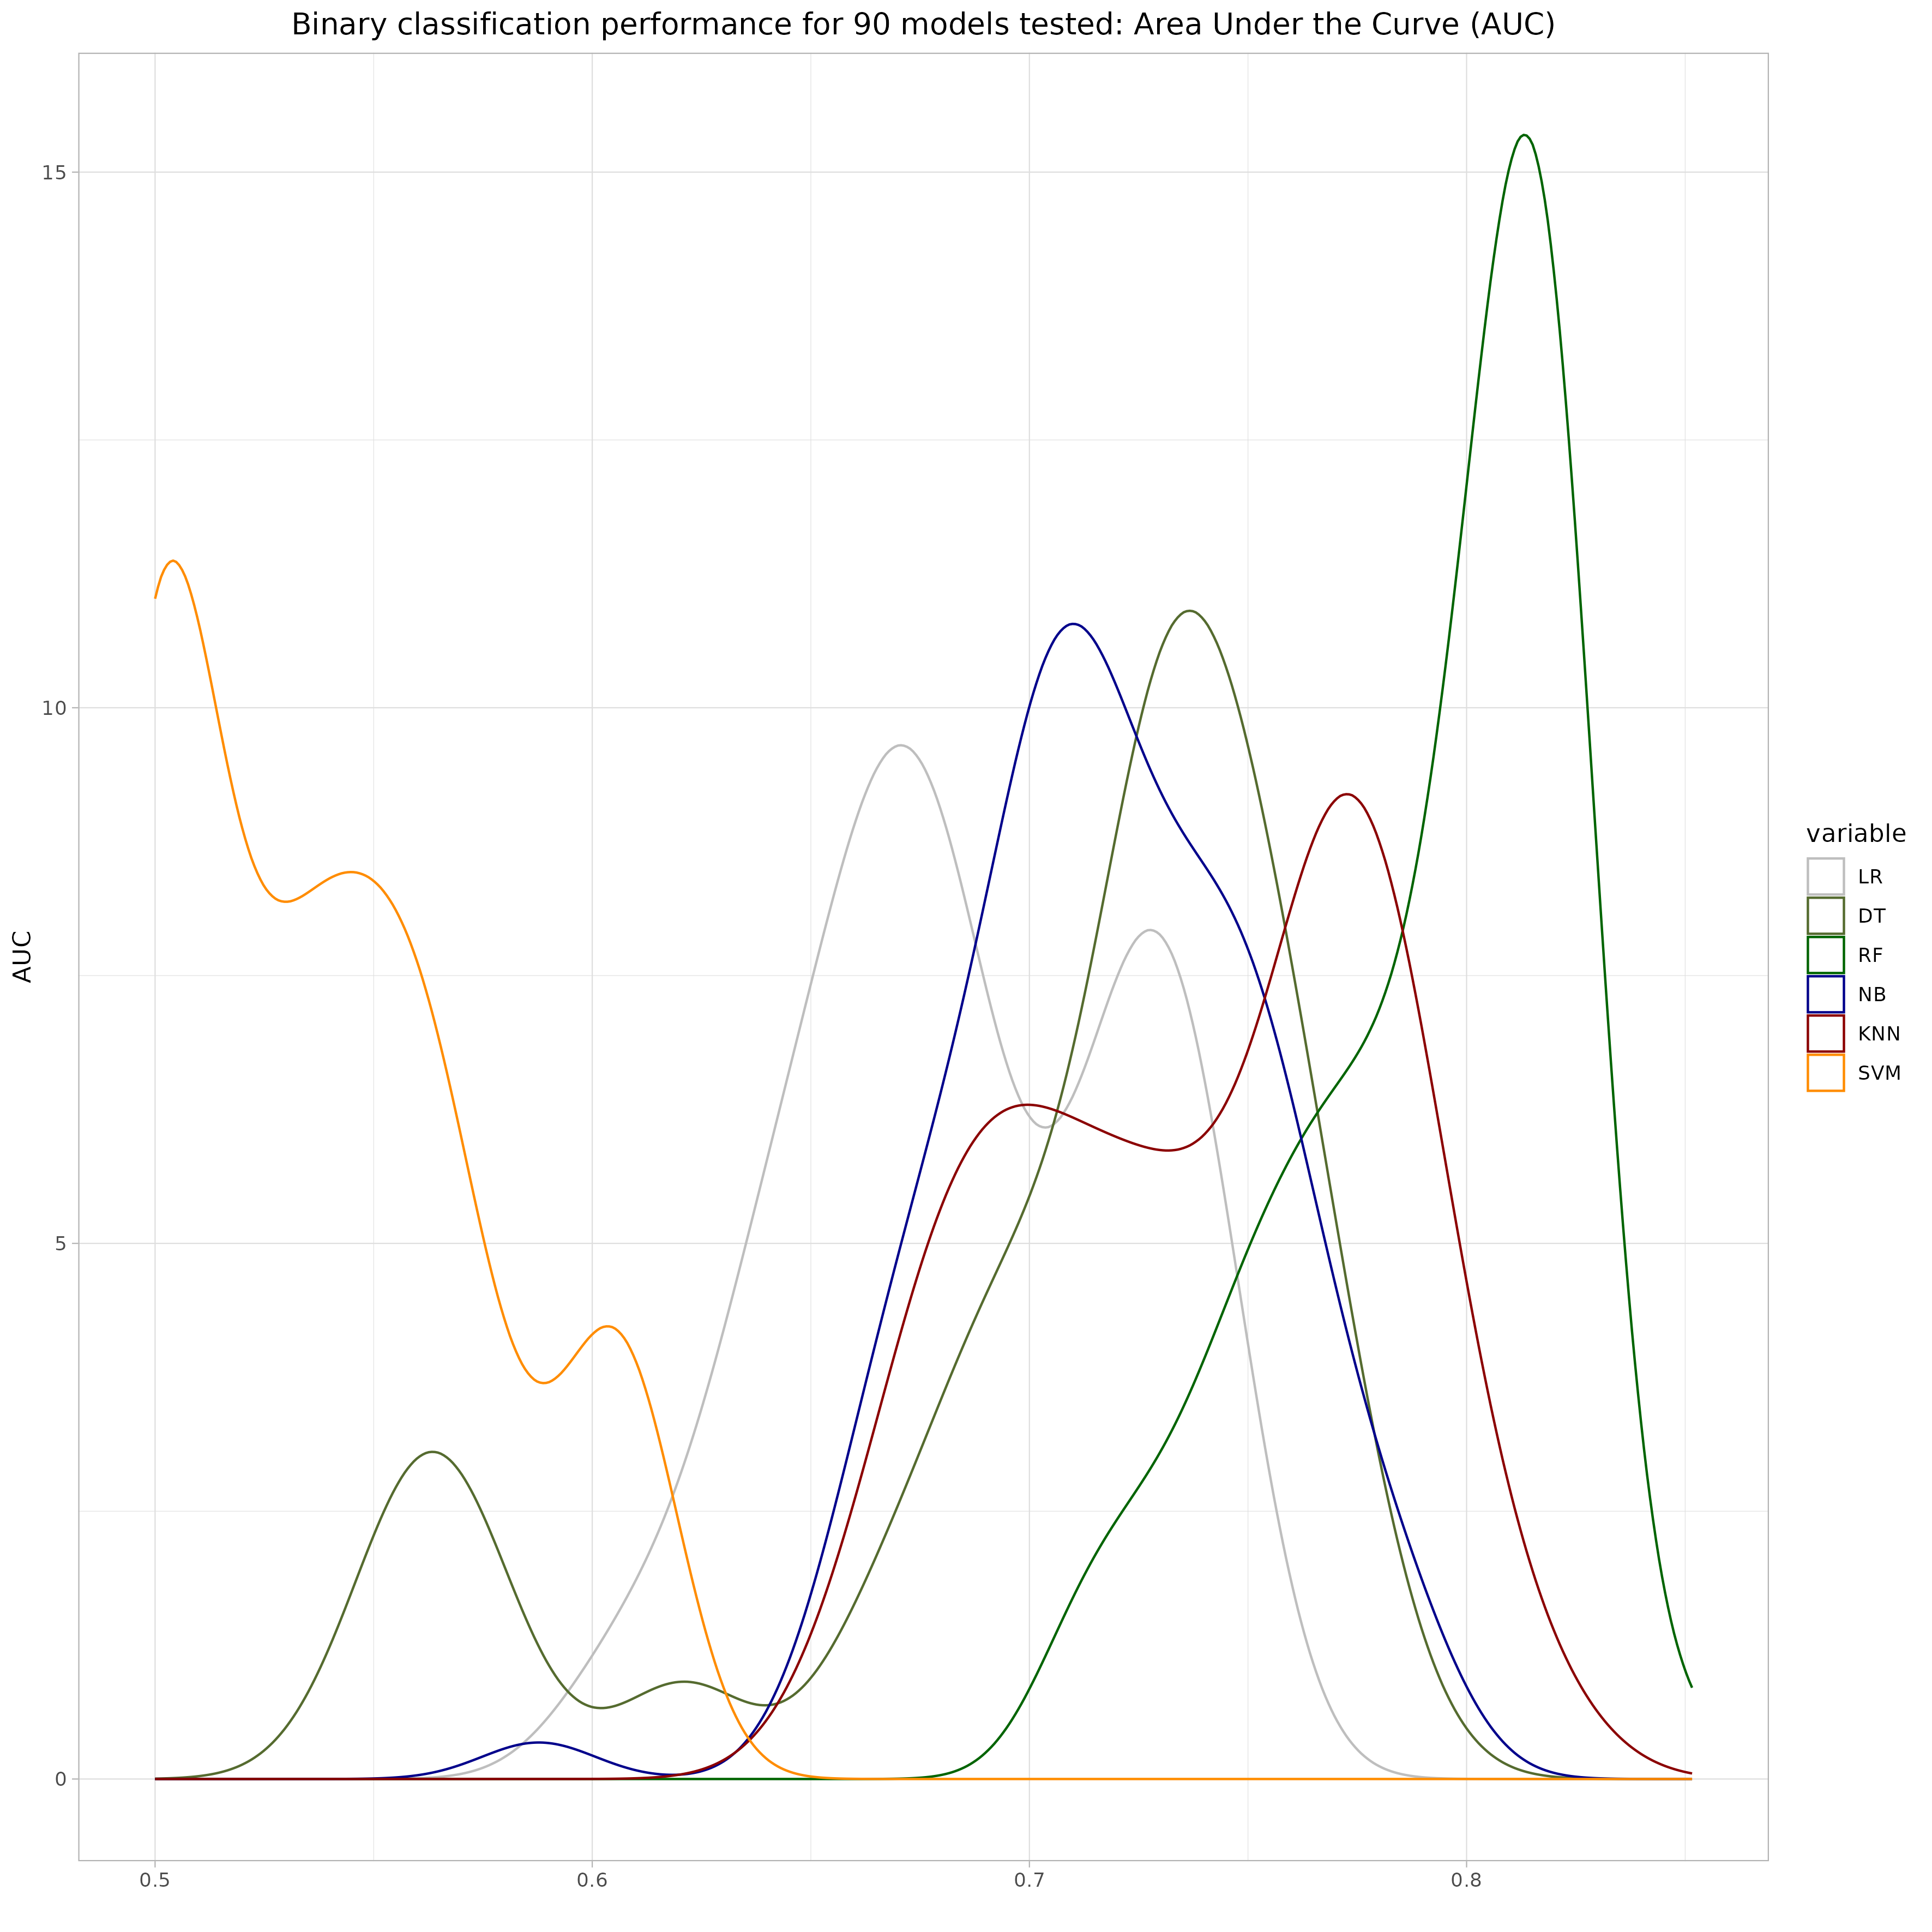 Binary classification performance for 90 models tested: Area Under the Curve (AUC)
15
10
5
0
AUC
0.5 0.6 0.7 0.8
variable
LR
DT
RF
NB
KNN
SVM